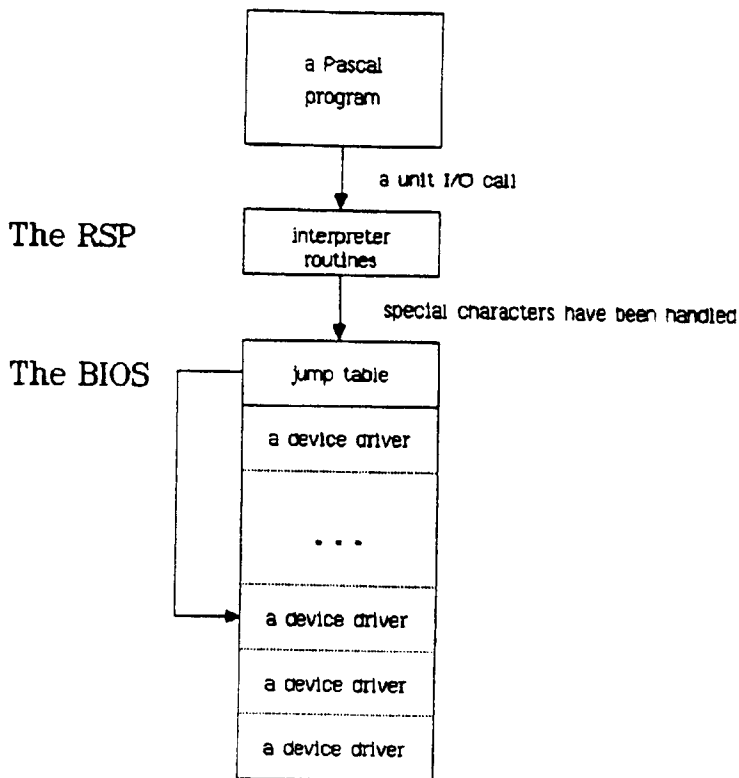 a Pascal
program
a unit I/O call
The RSP
interpreter
routines
special characters have been handled
The BIOS
jump table
a device driver
. . .
a device driver
a device driver
a device driver